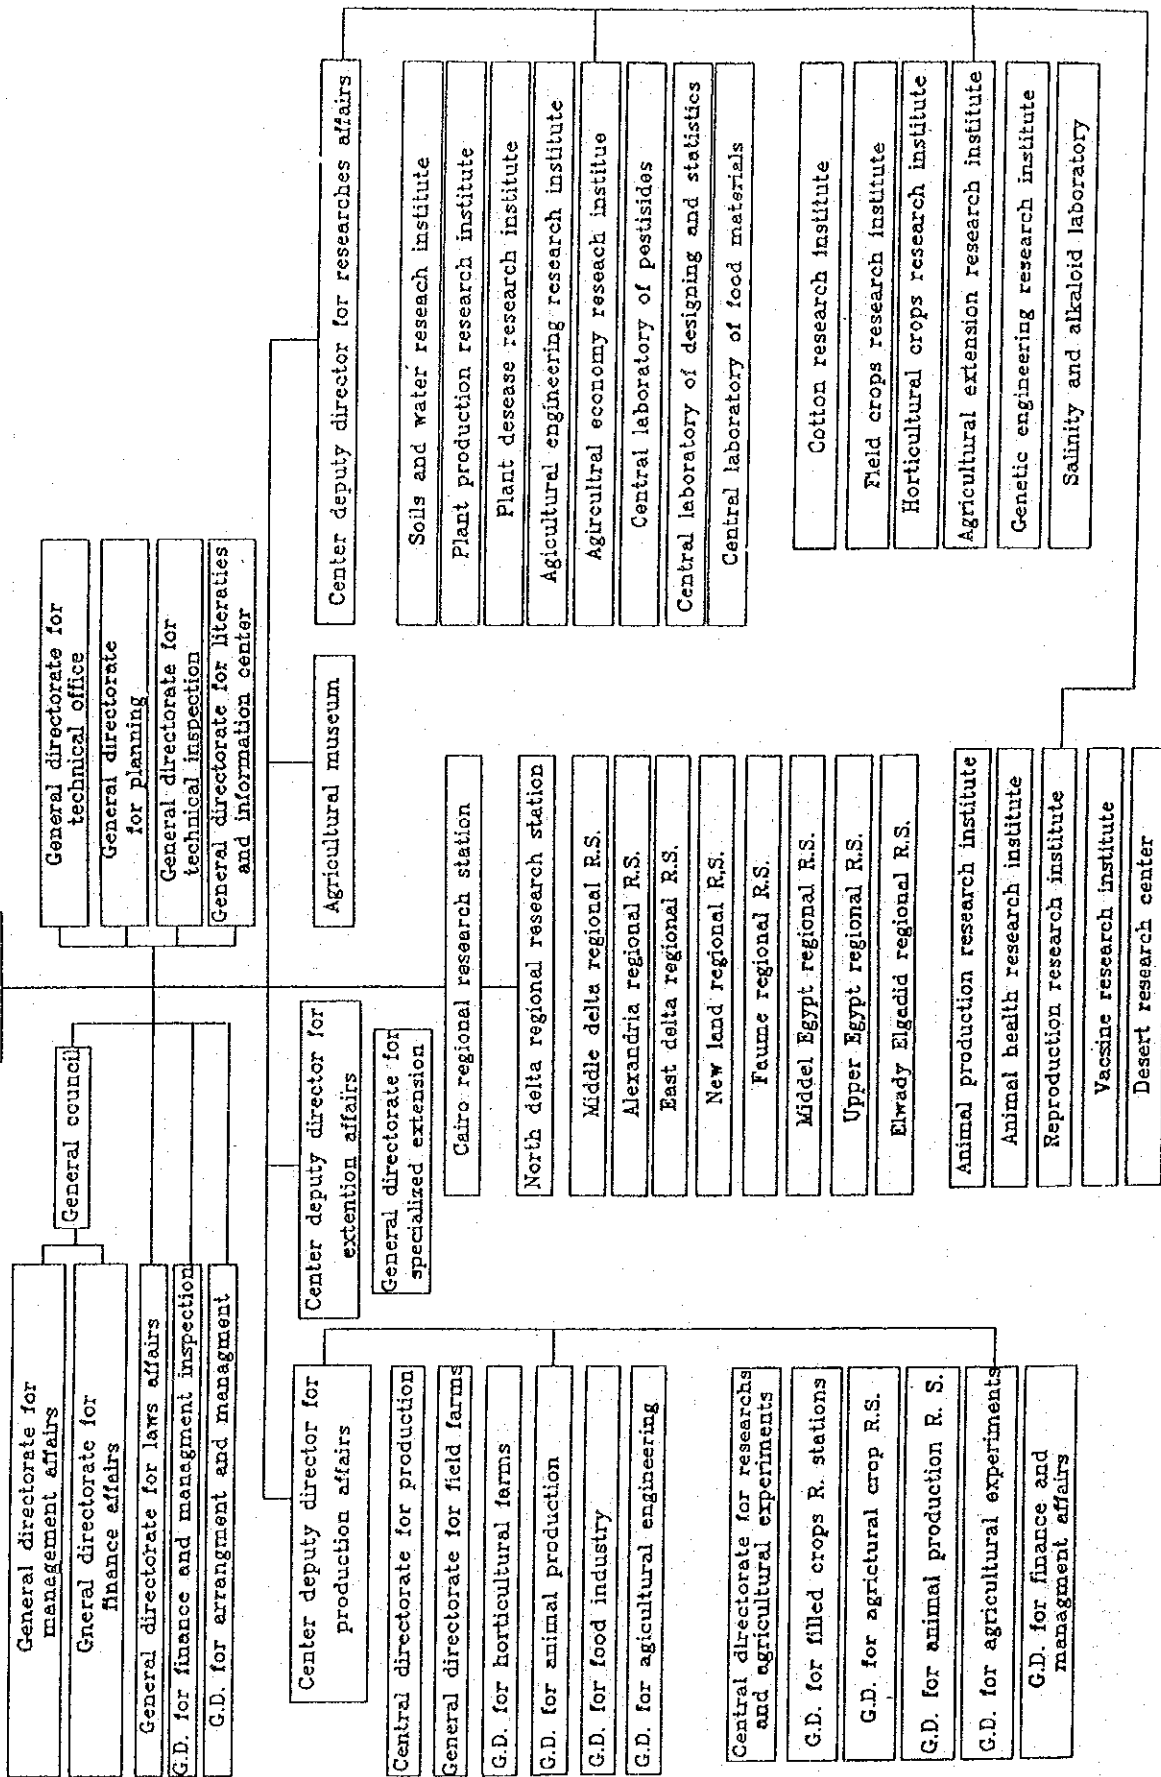 General directorate for
manegement affairs
Gneral directorate for
finance affairs
General council
General directorate for laws affairs
G.D. for finance and managment inspection
G.D. for arrangment and managment
General directorate for
technical office
General directorate
for planning
General directorate for
technical inspection
General directorate for literaties
and information center
Center deputy director for
production affairs
Center deputy director for
extention affairs
Agricultural museum
Center deputy director for researches affairs
General directorate for
specialized extension
Central directorate for production
General directorate for field farms
G.D. for horticultural farms
G.D. for animal production
G.D. for food industry
G.D. for agicultural engineering
Central directorate for researchs
and agricultural experiments
G.D. for filled crops R. stations
G.D. for agrictural crop R.S.
G.D. for animal production R. S.
G.D. for agricultural experiments
G.D. for finance and
managment affairs
Cairo regional research station
North delta regional research station
Middle delta regional R.S.
Alexandria regional R.S.
East delta regional R.S.
New land regional R.S.
Faume regional R.S.
Middel Egypt regional R.S.
Upper Egypt regional R.S.
Elwady Elgadid regional R.S.
Animal production research institute
Animal health research institute
Reproduction research institute
Vacsine research institute
Desert research center
Soils and water reseach institute
Plant production research institute
Plant desease research institute
Agicultural engineering research institute
Agircultral economy reseach institue
Central laboratory of pestisides
Central laboratory of designing and statistics
Central laboratory of food materials
Cotton research institute
Field crops research institute
Horticultural crops research institute
Agricultural extension research institute
Genetic engineering research institute
Salinity and alkaloid laboratory